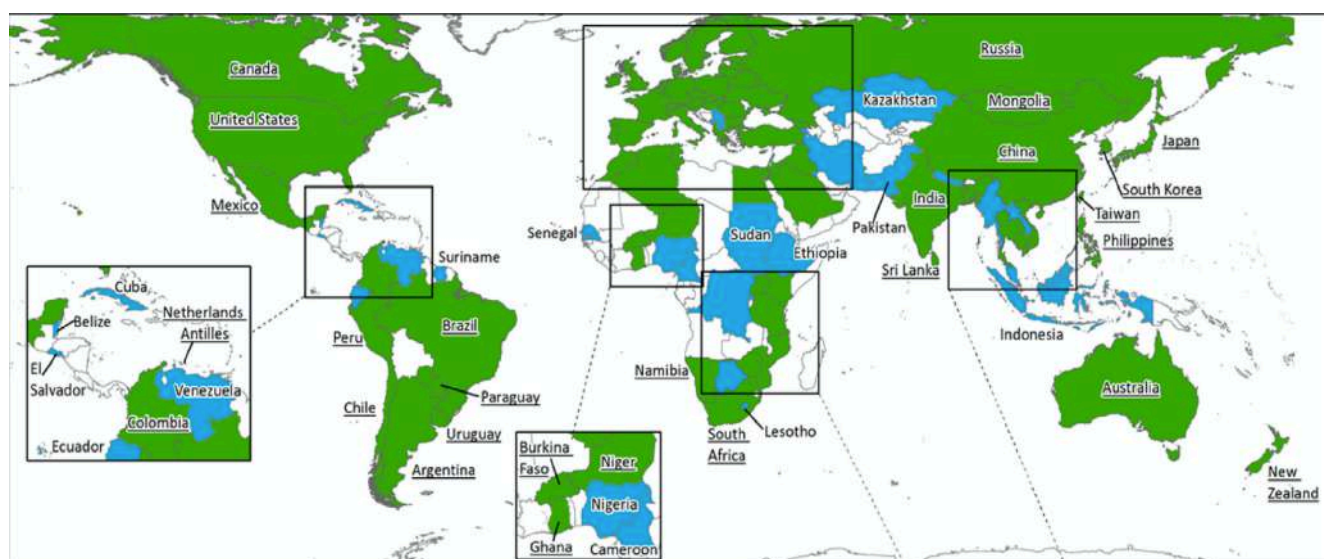 Canada
United States
Mexico
Russia
Kazakhstan
Mongolia
China
Japan
South Korea
Taiwan
Philippines
India
Pakistan
Sri Lanka
Indonesia
Senegal
Sudan
Ethiopia
Suriname
Peru
Brazil
Chile
Paraguay
Uruguay
Argentina
Namibia
South
Africa
Lesotho
Australia
New
Zealand
Cuba
Netherlands
Antilles
Belize
El
Salvador
Venezuela
Colombia
Ecuador
Burkina
Faso
Niger
Nigeria
Ghana
Cameroon